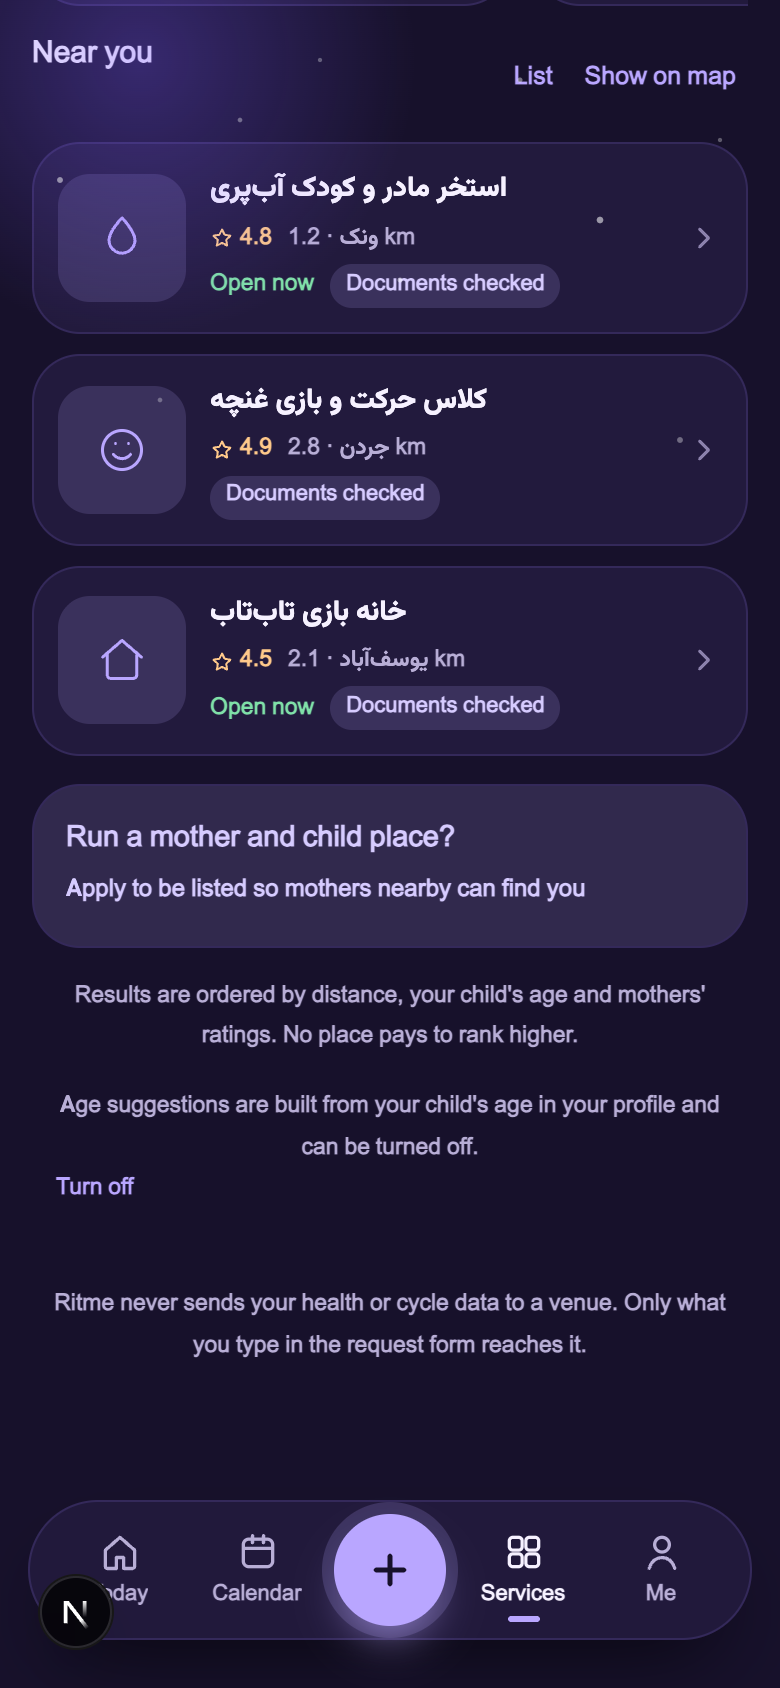 Near you
List Show on map
استخر مادر و کودک آب‌پری
4.8 1.2 · ونک km
Open now Documents checked
کلاس حرکت و بازی غنچه
4.9 2.8 · جردن km
Documents checked
خانه بازی تاب‌تاب
4.5 2.1 · یوسف‌آباد km
Open now Documents checked
Run a mother and child place?
Apply to be listed so mothers nearby can find you
Results are ordered by distance, your child's age and mothers'
ratings. No place pays to rank higher.
Age suggestions are built from your child's age in your profile and
can be turned off.
Turn off
Ritme never sends your health or cycle data to a venue. Only what
you type in the request form reaches it.
Calendar Services Me
N